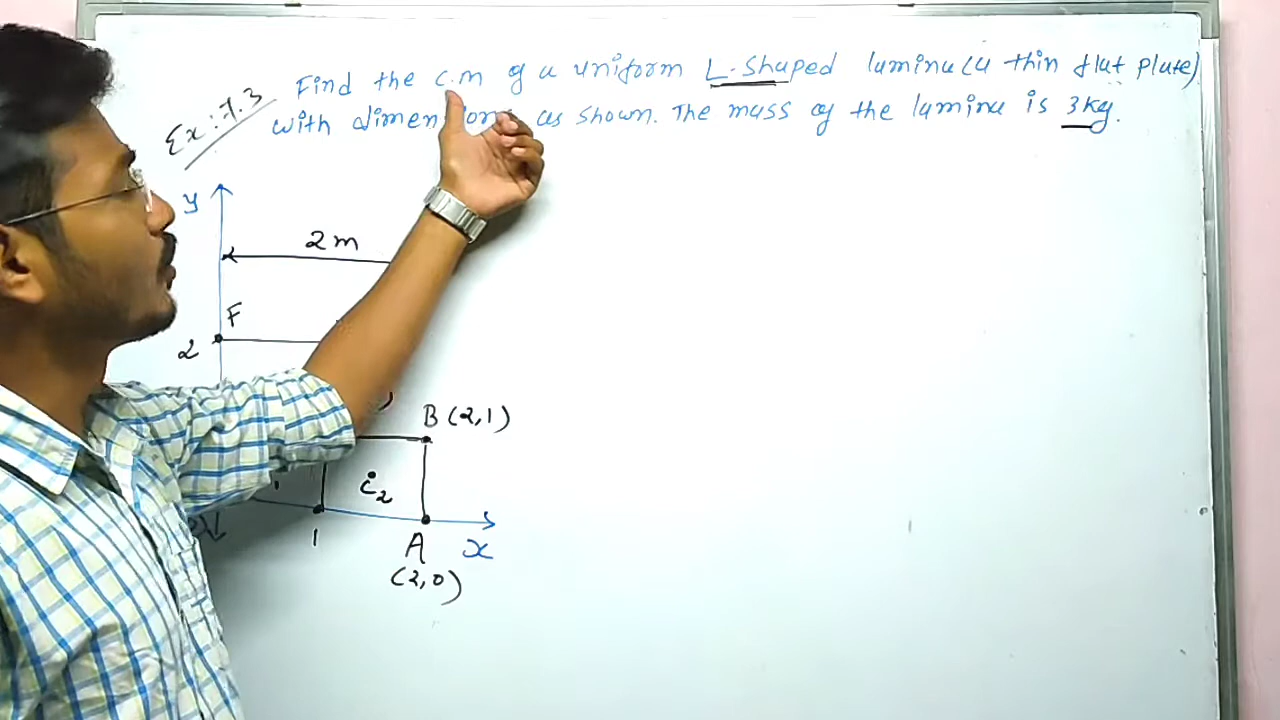 Find the C.M of a uniform L-Shaped lamina (a thin flat plate)
Ex: 7.3
with dimensions as shown. The mass of the lamina is 3kg.
y
2m
F
2
B (2,1)
C2
1
A
x
(2,0)